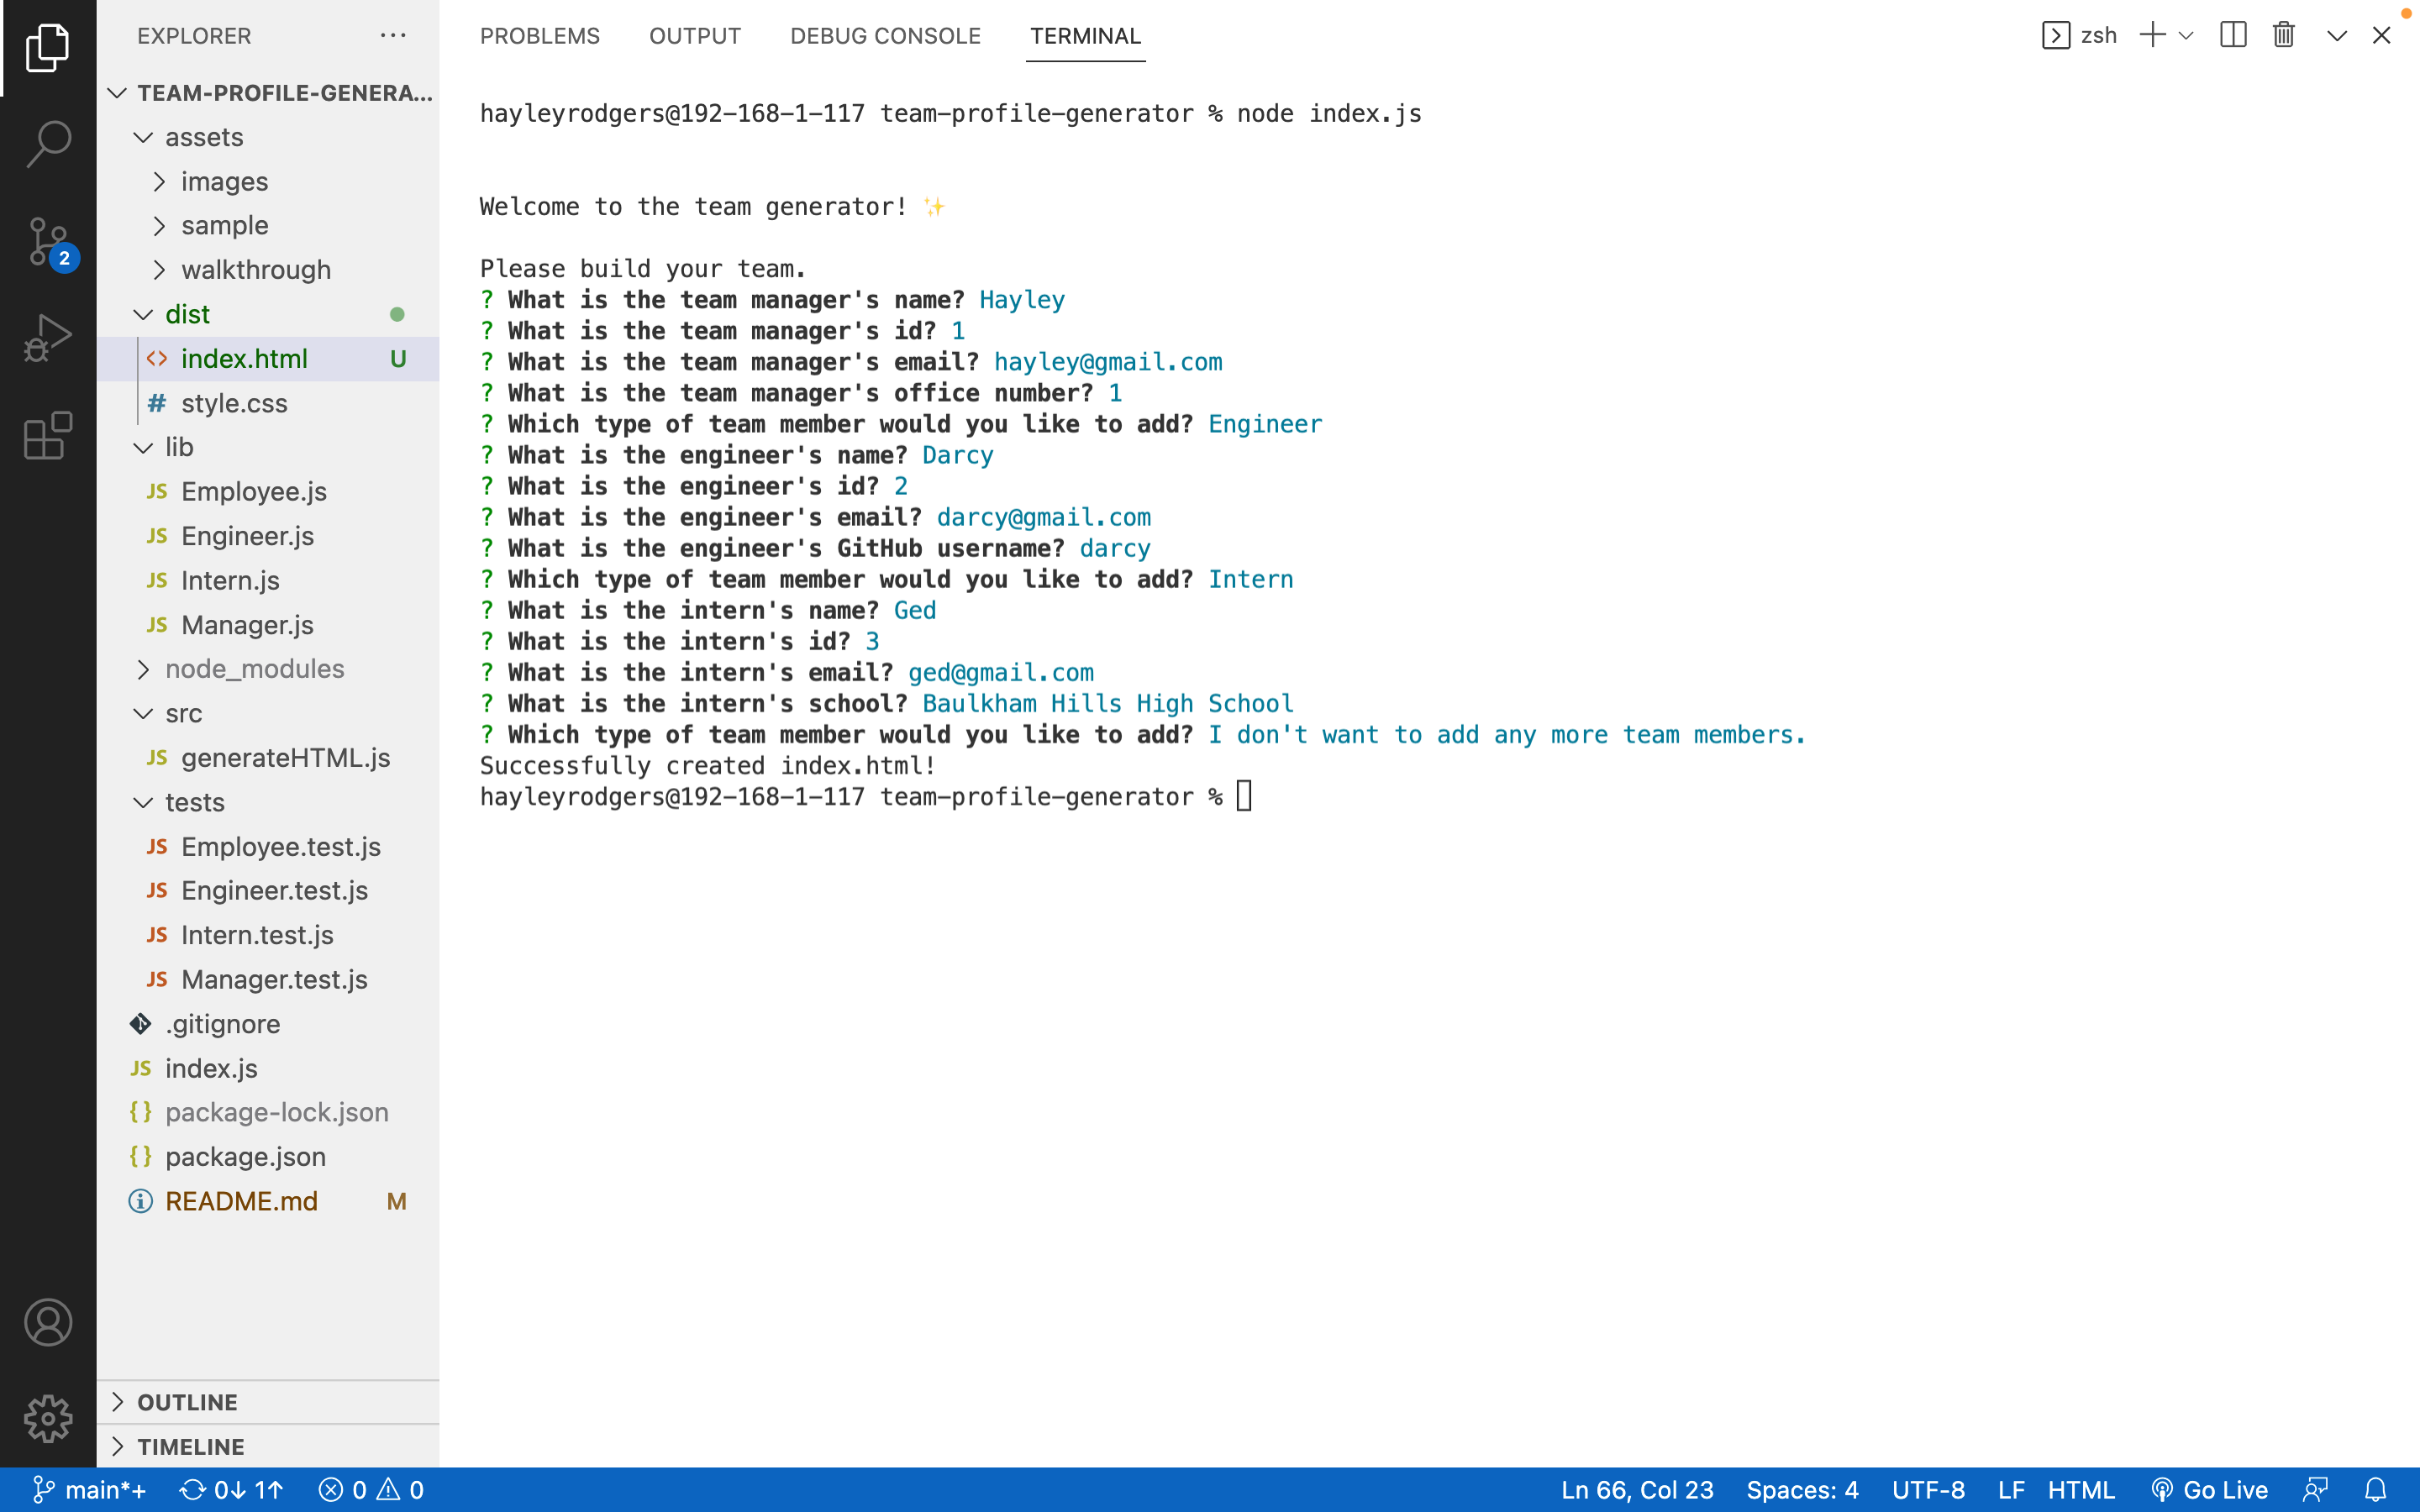 EXPLORER
TEAM-PROFILE-GENERA...
assets
images
sample
walkthrough
dist
index.html U
style.css
lib
JS Employee.js
JS Engineer.js
JS Intern.js
JS Manager.js
node_modules
src
JS generateHTML.js
tests
JS Employee.test.js
JS Engineer.test.js
JS Intern.test.js
JS Manager.test.js
.gitignore
JS index.js
{} package-lock.json
{} package.json
README.md M
OUTLINE
TIMELINE
2
PROBLEMS OUTPUT DEBUG CONSOLE TERMINAL zsh
hayleyrodgers@192-168-1-117 team-profile-generator % node index.js
Welcome to the team generator! ✨
Please build your team.
? What is the team manager's name? Hayley
? What is the team manager's id? 1
? What is the team manager's email? hayley@gmail.com
? What is the team manager's office number? 1
? Which type of team member would you like to add? Engineer
? What is the engineer's name? Darcy
? What is the engineer's id? 2
? What is the engineer's email? darcy@gmail.com
? What is the engineer's GitHub username? darcy
? Which type of team member would you like to add? Intern
? What is the intern's name? Ged
? What is the intern's id? 3
? What is the intern's email? ged@gmail.com
? What is the intern's school? Baulkham Hills High School
? Which type of team member would you like to add? I don't want to add any more team members.
Successfully created index.html!
hayleyrodgers@192-168-1-117 team-profile-generator %
main*+ 0↓ 1↑ 0 0 Ln 66, Col 23 Spaces: 4 UTF-8 LF HTML Go Live